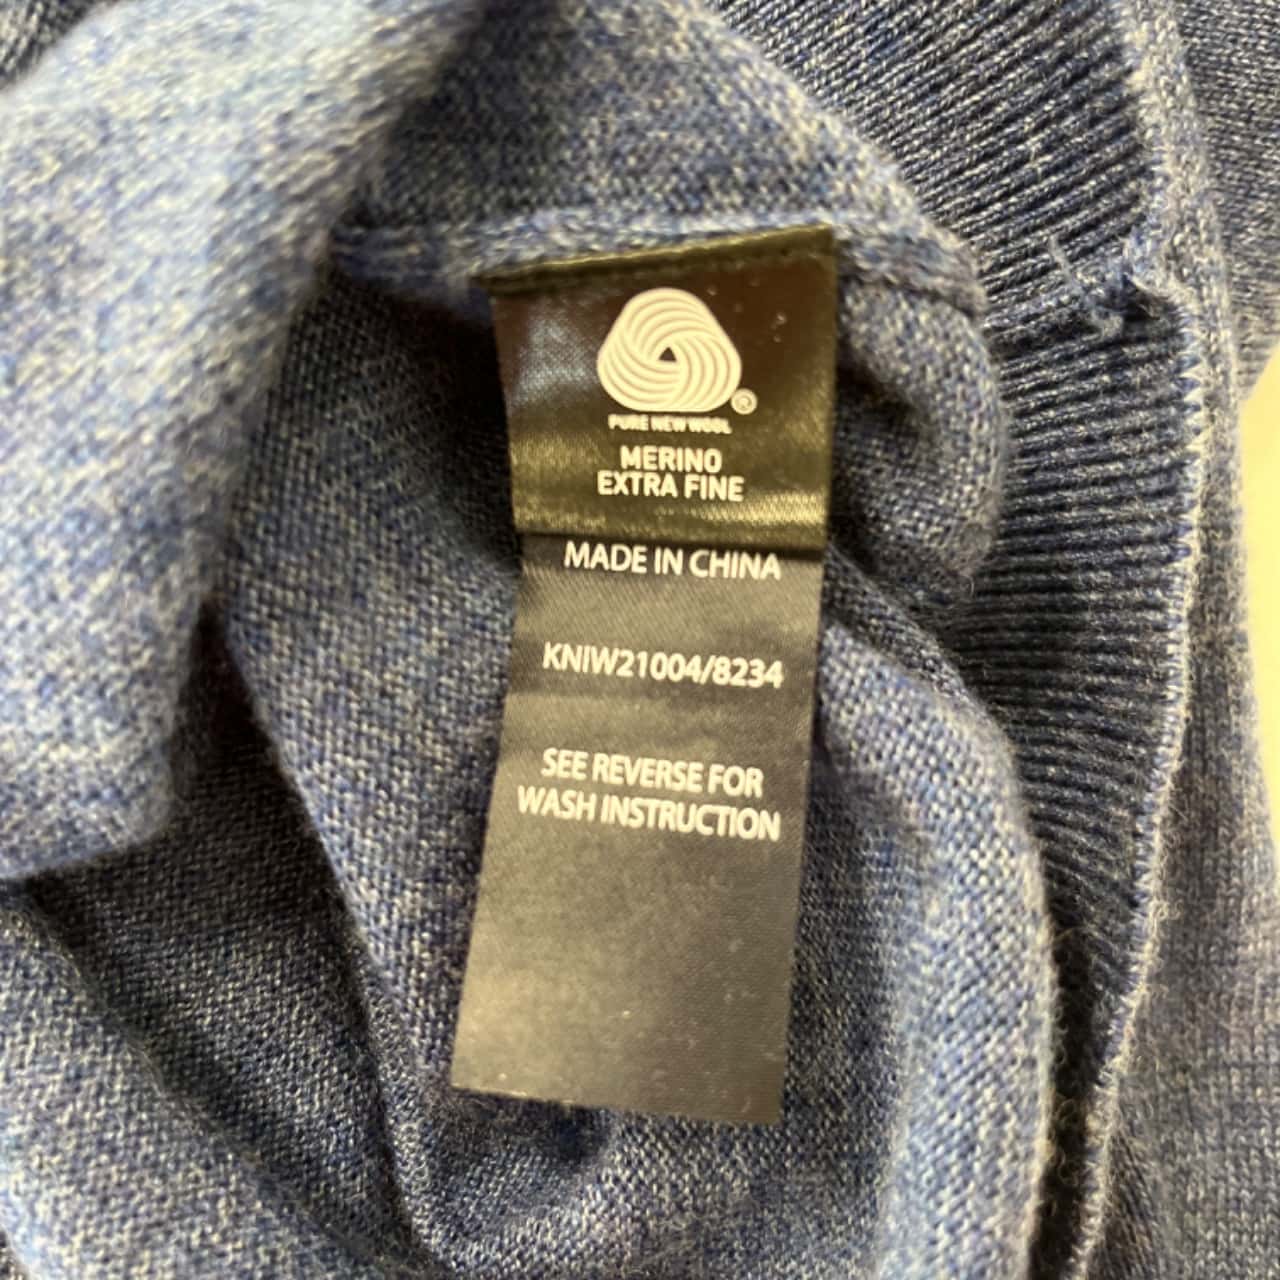 PURE NEW WOOL
MERINO
EXTRA FINE
MADE IN CHINA
KNIW21004/8234
SEE REVERSE FOR
WASH INSTRUCTION